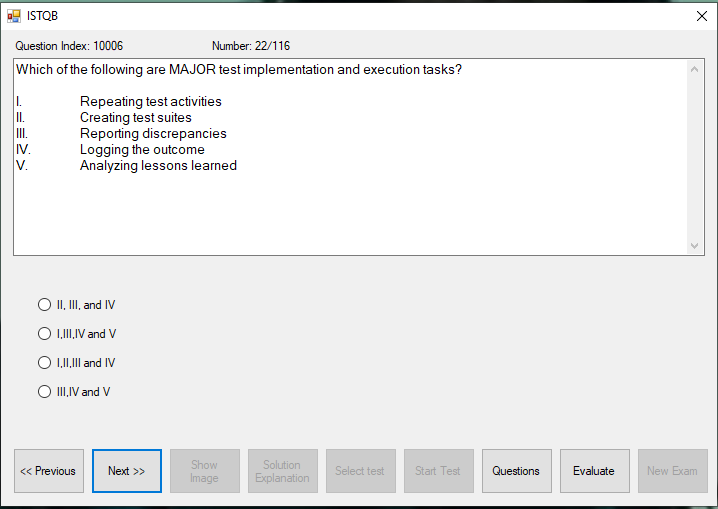 ISTQB
Question Index: 10006 Number: 22/116
Which of the following are MAJOR test implementation and execution tasks?
I. Repeating test activities
II. Creating test suites
III. Reporting discrepancies
IV. Logging the outcome
V. Analyzing lessons learned
II, III, and IV
I,III,IV and V
I,II,III and IV
III,IV and V
<< Previous Next >> Show Image Solution Explanation Select test Start Test Questions Evaluate New Exam